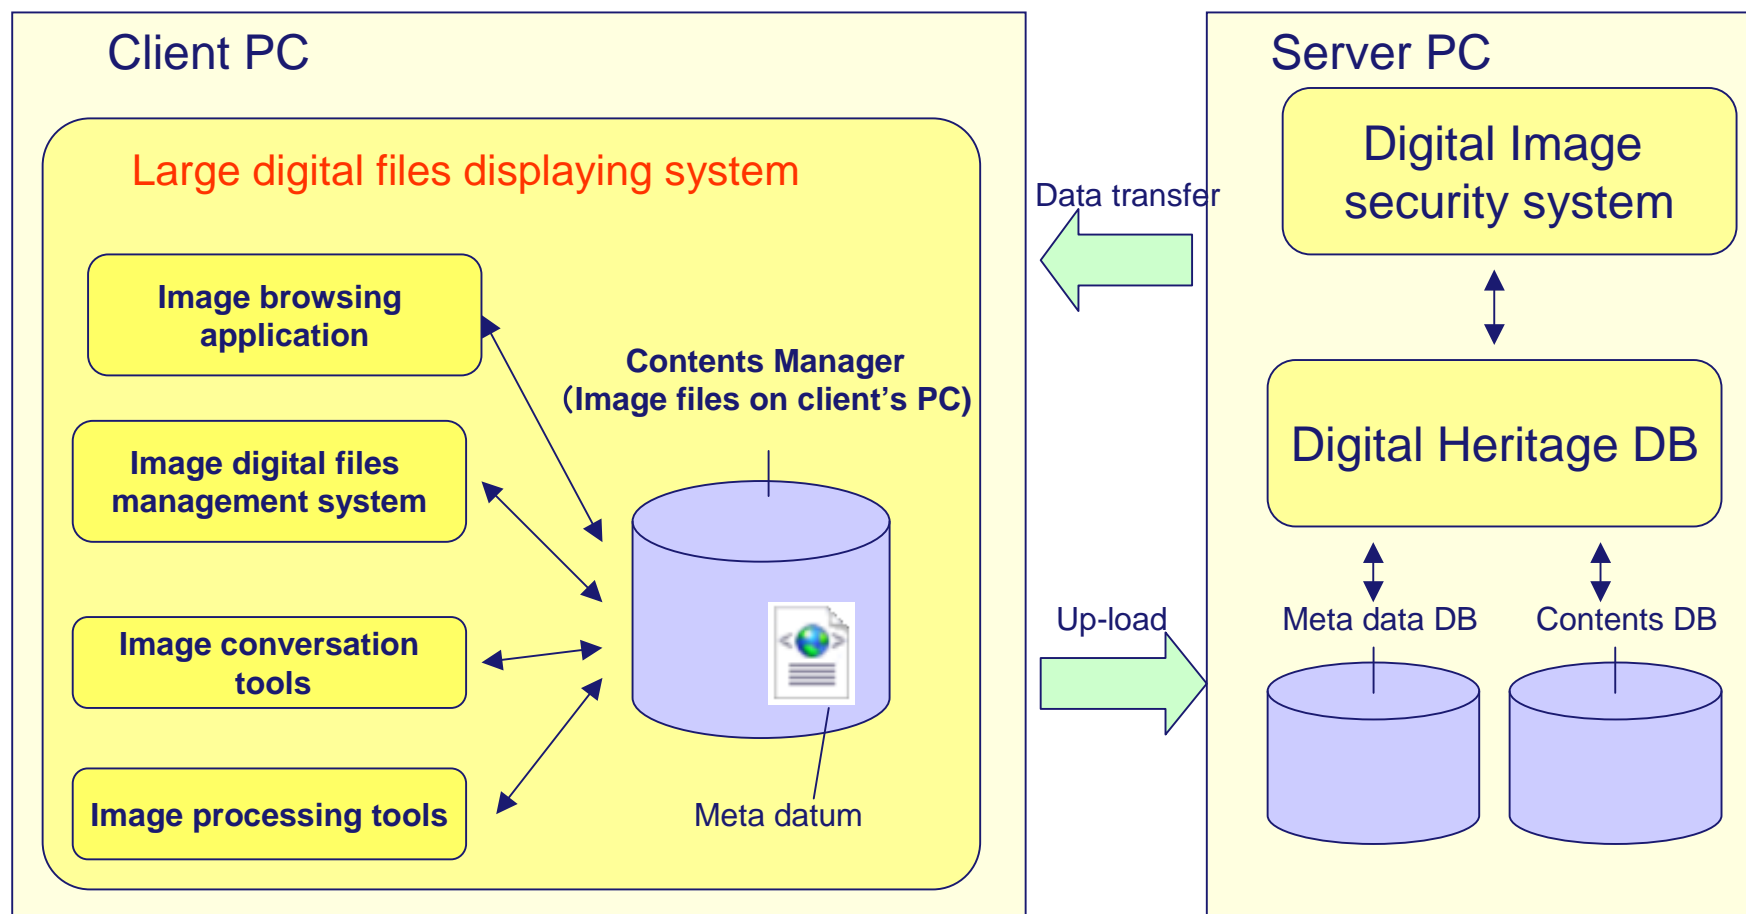 Client PC
Large digital files displaying system
Image browsing
application
Image digital files
management system
Image conversation
tools
Image processing tools
Contents Manager
（Image files on client’s PC)
Meta datum
Data transfer
Up-load
Server PC
Digital Image
security system
Digital Heritage DB
Meta data DB
Contents DB